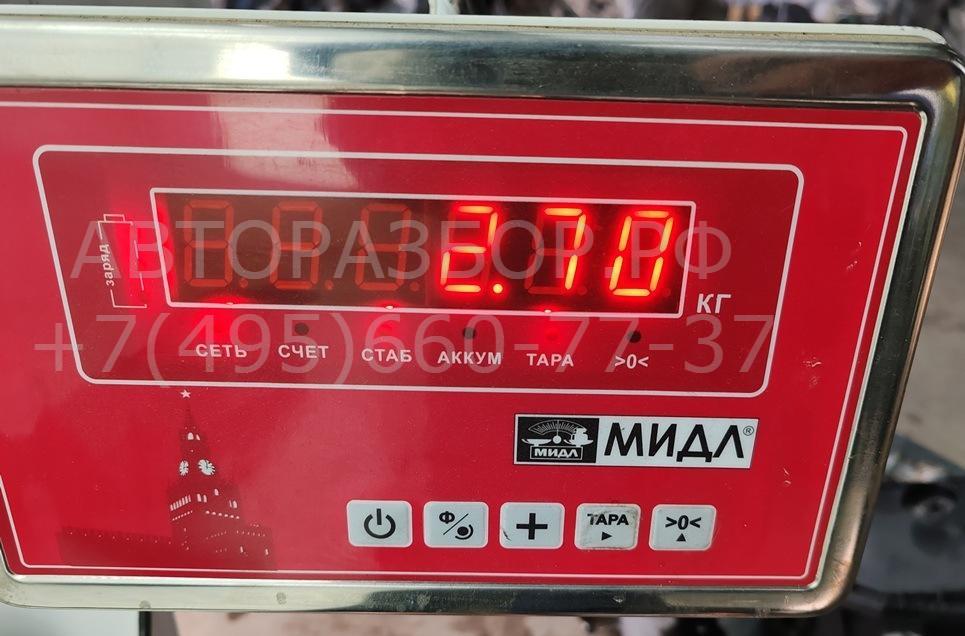 2.70
АВТОРАЗБОР.РФ
заряд
КГ
+7(495)660-77-37
СЕТЬ СЧЕТ СТАБ АККУМ ТАРА >0<
МИДЛ МИДЛ®
Ф/ + ТАРА >0<